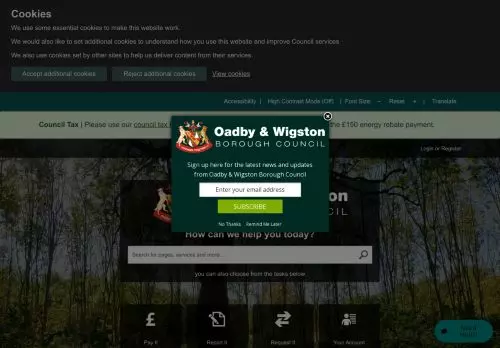 Cookies
We use some essential cookies to make this website work.
We would also like to set additional cookies to understand how you use this website and improve Council services
We also use cookies set by other sites to help us deliver content from their services.
Accept additional cookies
Reject additional cookies
View cookies
Accessibility | High Contrast Mode (Off) | Font Size − Reset + | Translate
Council Tax | Please use our council tax
the £150 energy rebate payment.
Login or Register
Oadby & Wigston
BOROUGH COUNCIL
Sign up here for the latest news and updates
from Oadby & Wigston Borough Council
Enter your email address
SUBSCRIBE
No Thanks Remind Me Later
How can we help you today?
Search for pages, services and more...
you can also choose from the tasks below
Pay It
Report It
Request It
Your Account